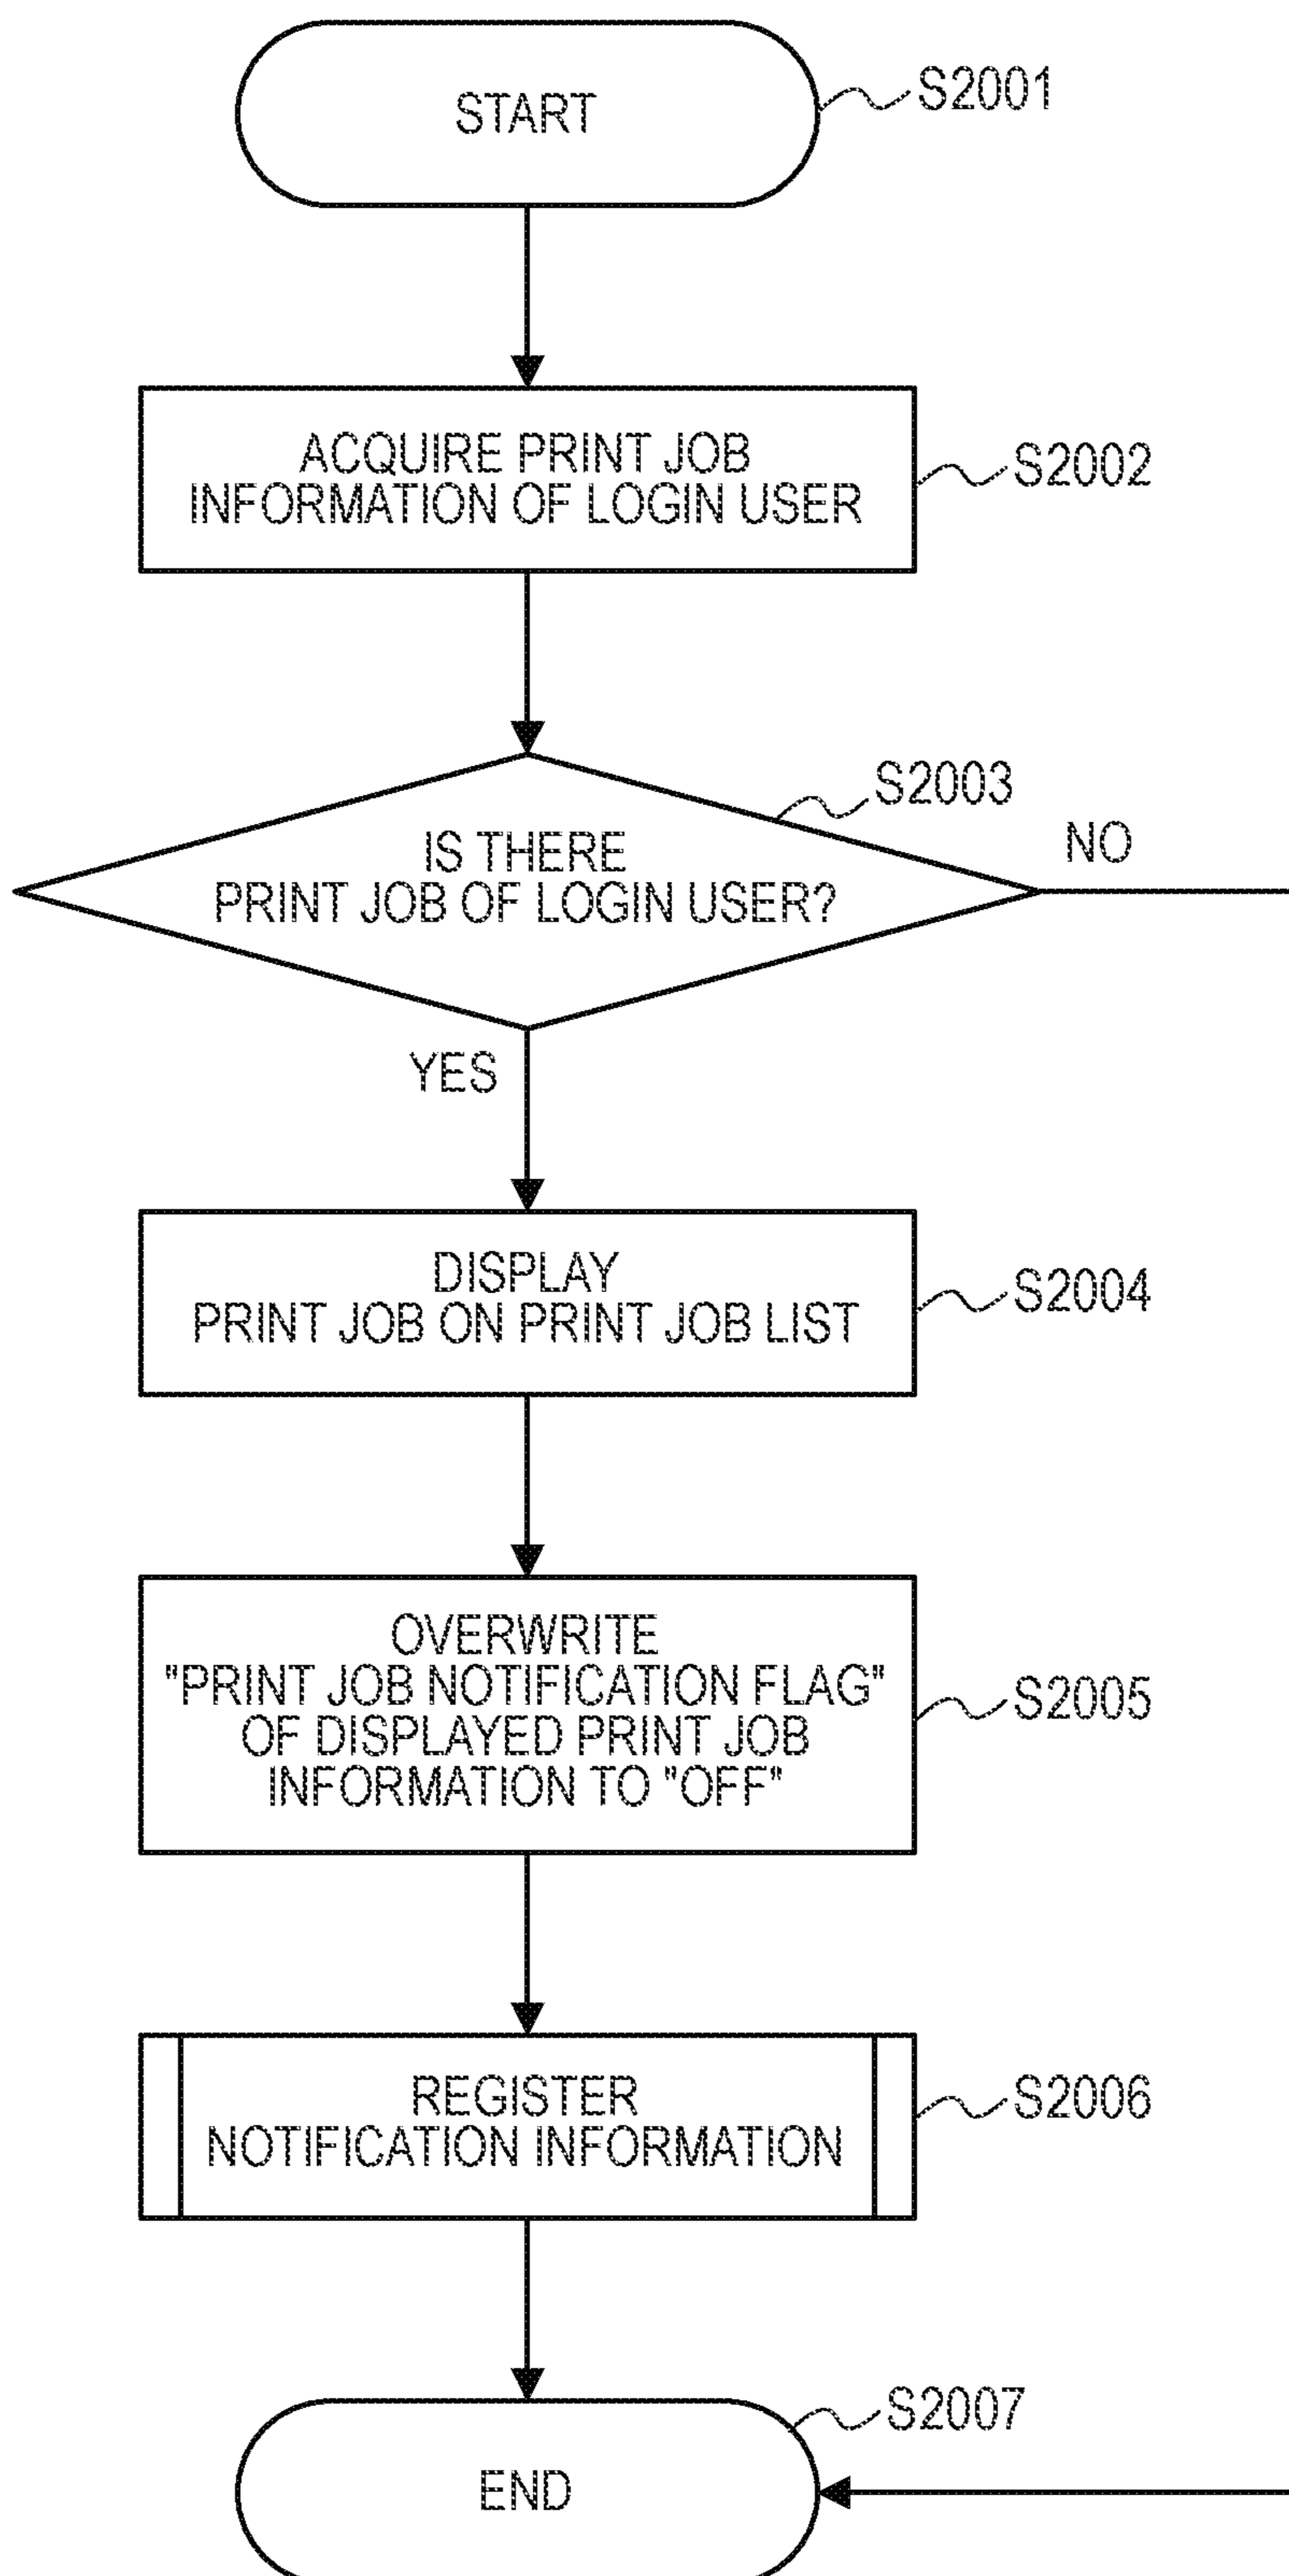 START
S2001
ACQUIRE PRINT JOB
INFORMATION OF LOGIN USER
S2002
S2003
IS THERE
PRINT JOB OF LOGIN USER?
NO
YES
DISPLAY
PRINT JOB ON PRINT JOB LIST
S2004
OVERWRITE
"PRINT JOB NOTIFICATION FLAG"
OF DISPLAYED PRINT JOB
INFORMATION TO "OFF"
S2005
REGISTER
NOTIFICATION INFORMATION
S2006
S2007
END